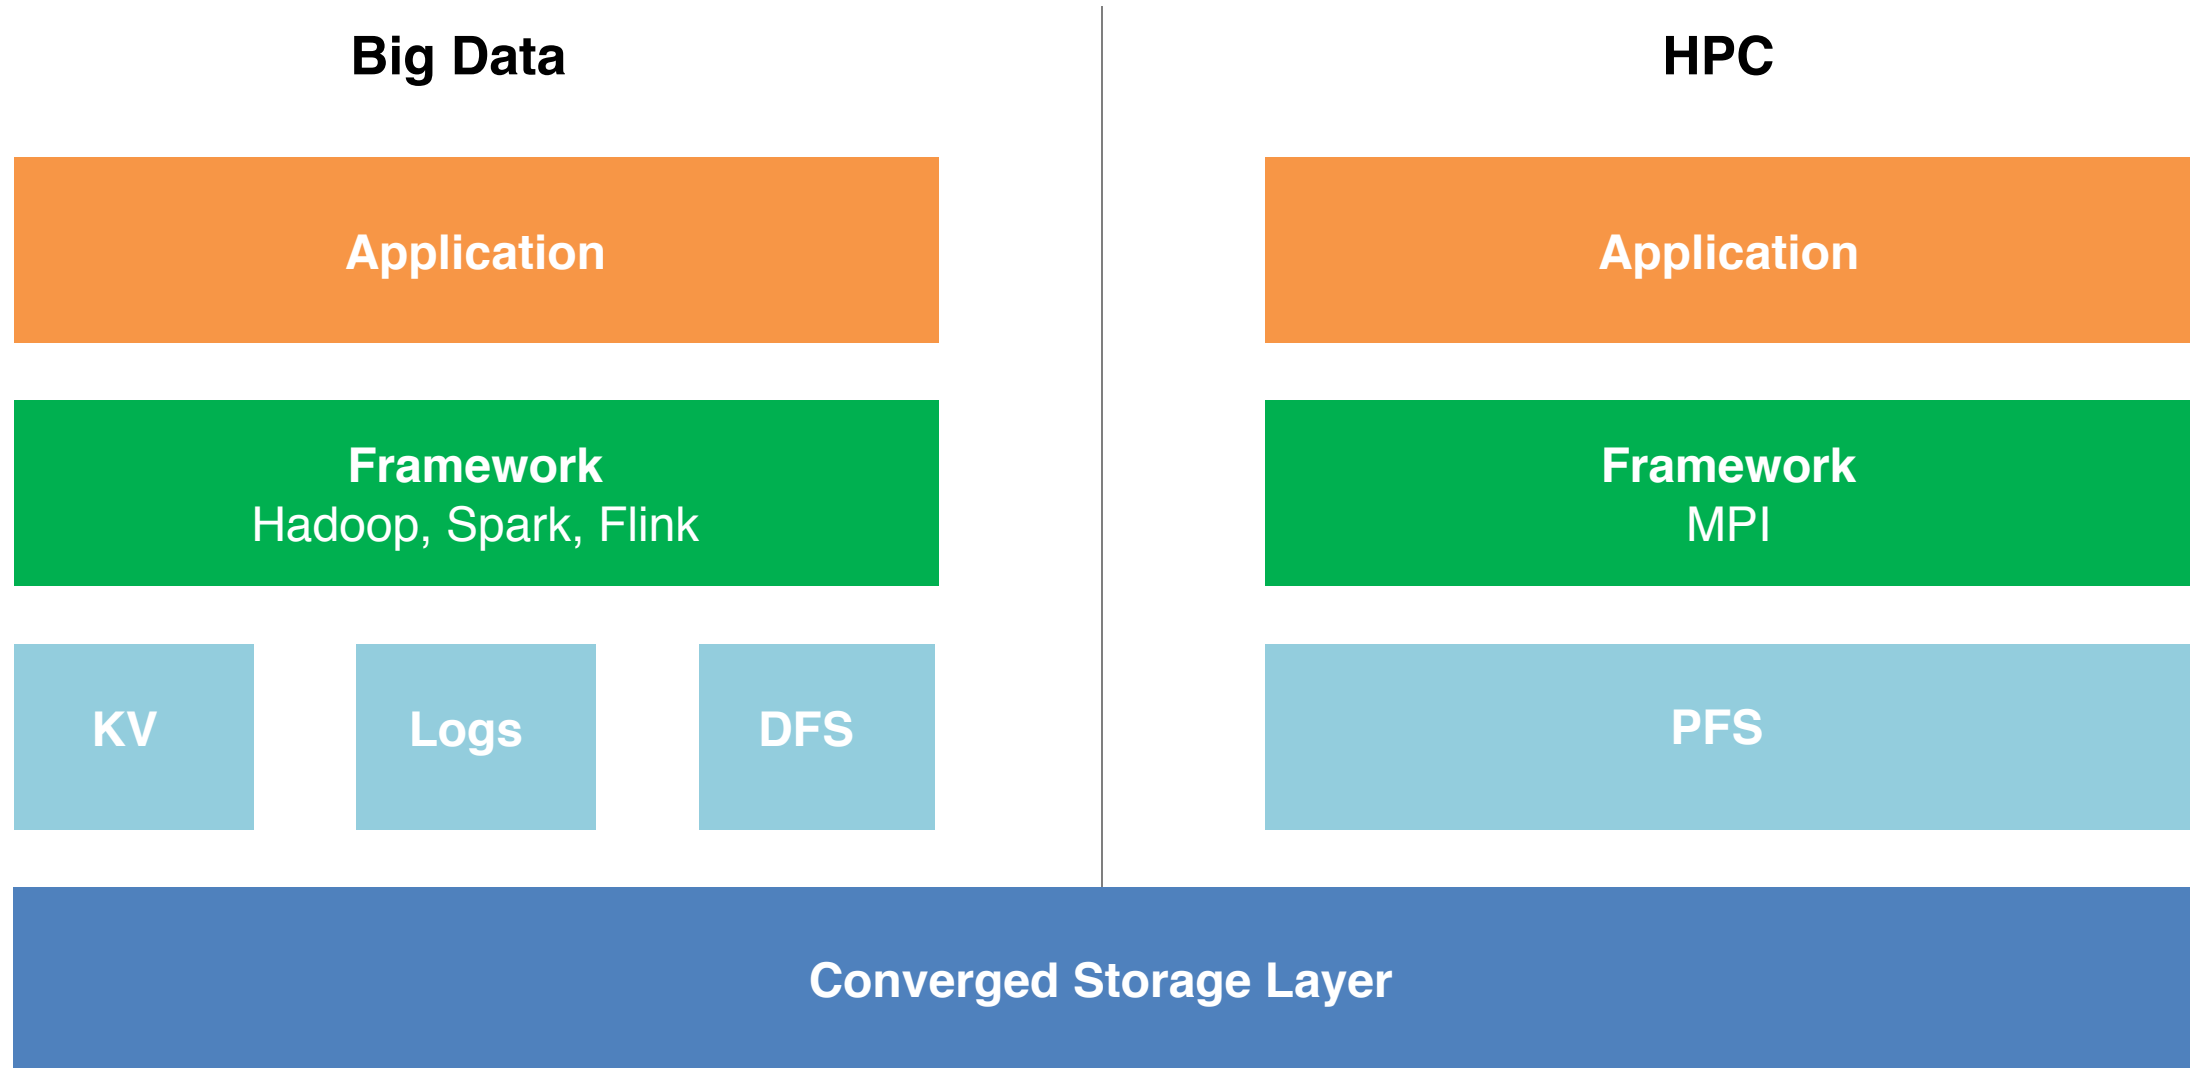 Big Data
HPC
Application
Application
Framework
Hadoop, Spark, Flink
Framework
MPI
KV
Logs
DFS
PFS
Converged Storage Layer